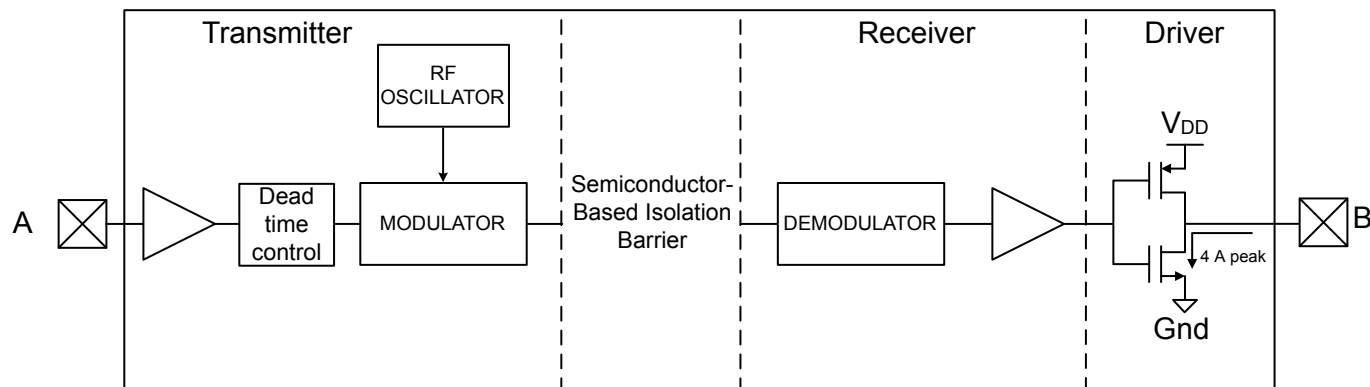 Transmitter
Receiver
Driver
RF
OSCILLATOR
VDD
A
Dead
time
control
MODULATOR
Semiconductor-
Based Isolation
Barrier
DEMODULATOR
B
4 A peak
Gnd